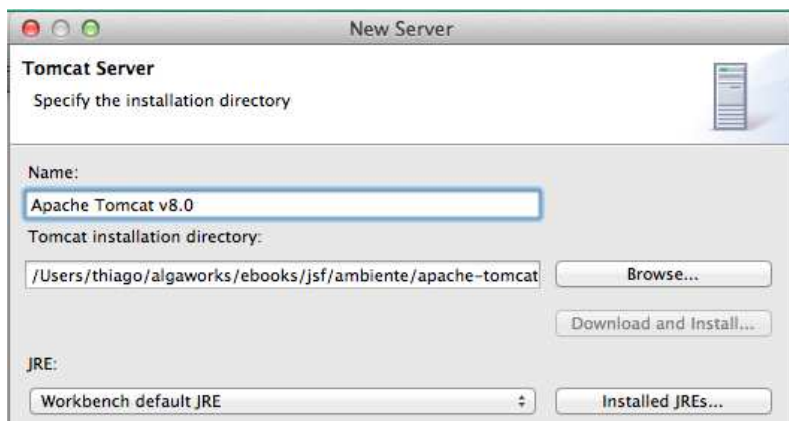 New Server
Tomcat Server
Specify the installation directory
Name:
Apache Tomcat v8.0
Tomcat installation directory:
/Users/thiago/algaworks/ebooks/jsf/ambiente/apache-tomcat
Browse...
Download and Install...
JRE:
Workbench default JRE
Installed JREs...